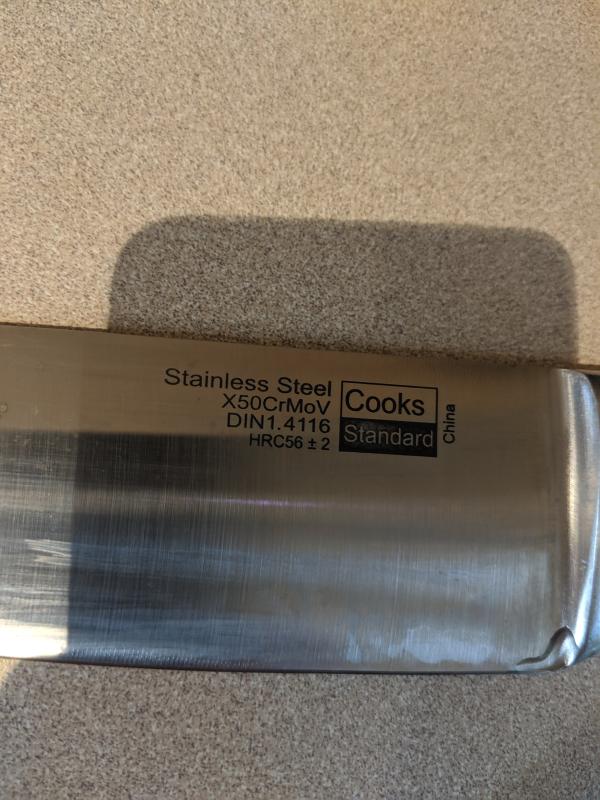 Stainless Steel
X50CrMoV
DIN1.4116
HRC56 ± 2
Cooks
Standard
China